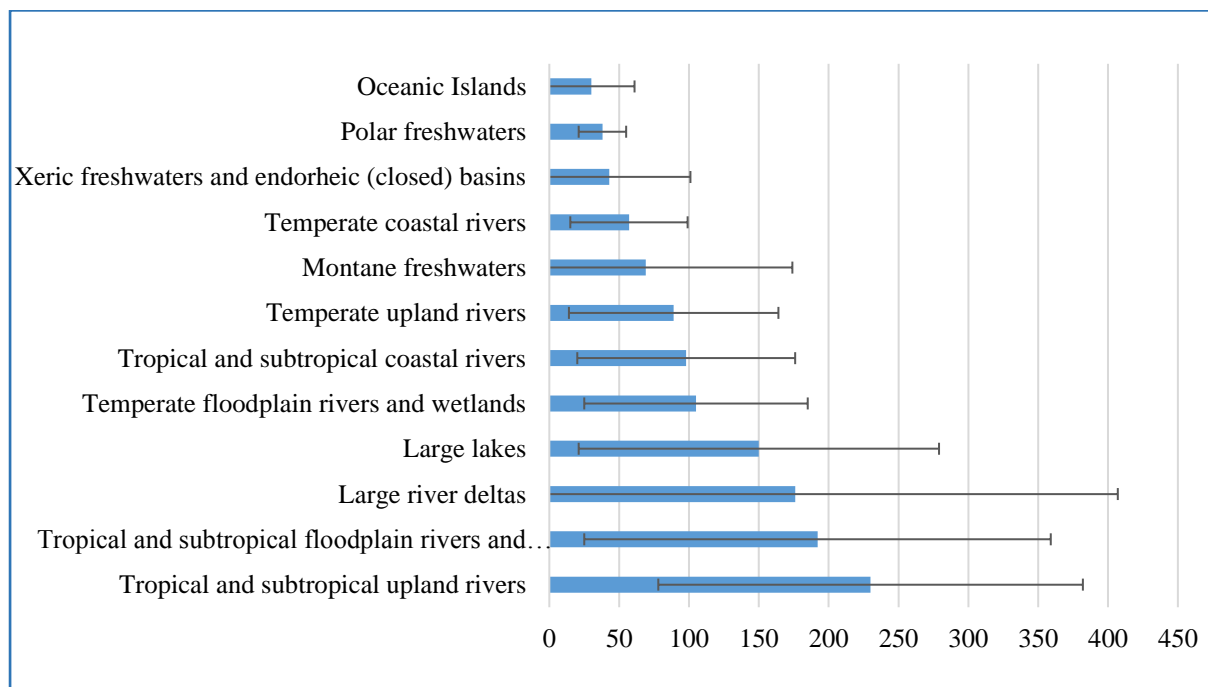 Oceanic Islands
Polar freshwaters
Xeric freshwaters and endorheic (closed) basins
Temperate coastal rivers
Montane freshwaters
Temperate upland rivers
Tropical and subtropical coastal rivers
Temperate floodplain rivers and wetlands
Large lakes
Large river deltas
Tropical and subtropical floodplain rivers and…
Tropical and subtropical upland rivers
0 50 100 150 200 250 300 350 400 450